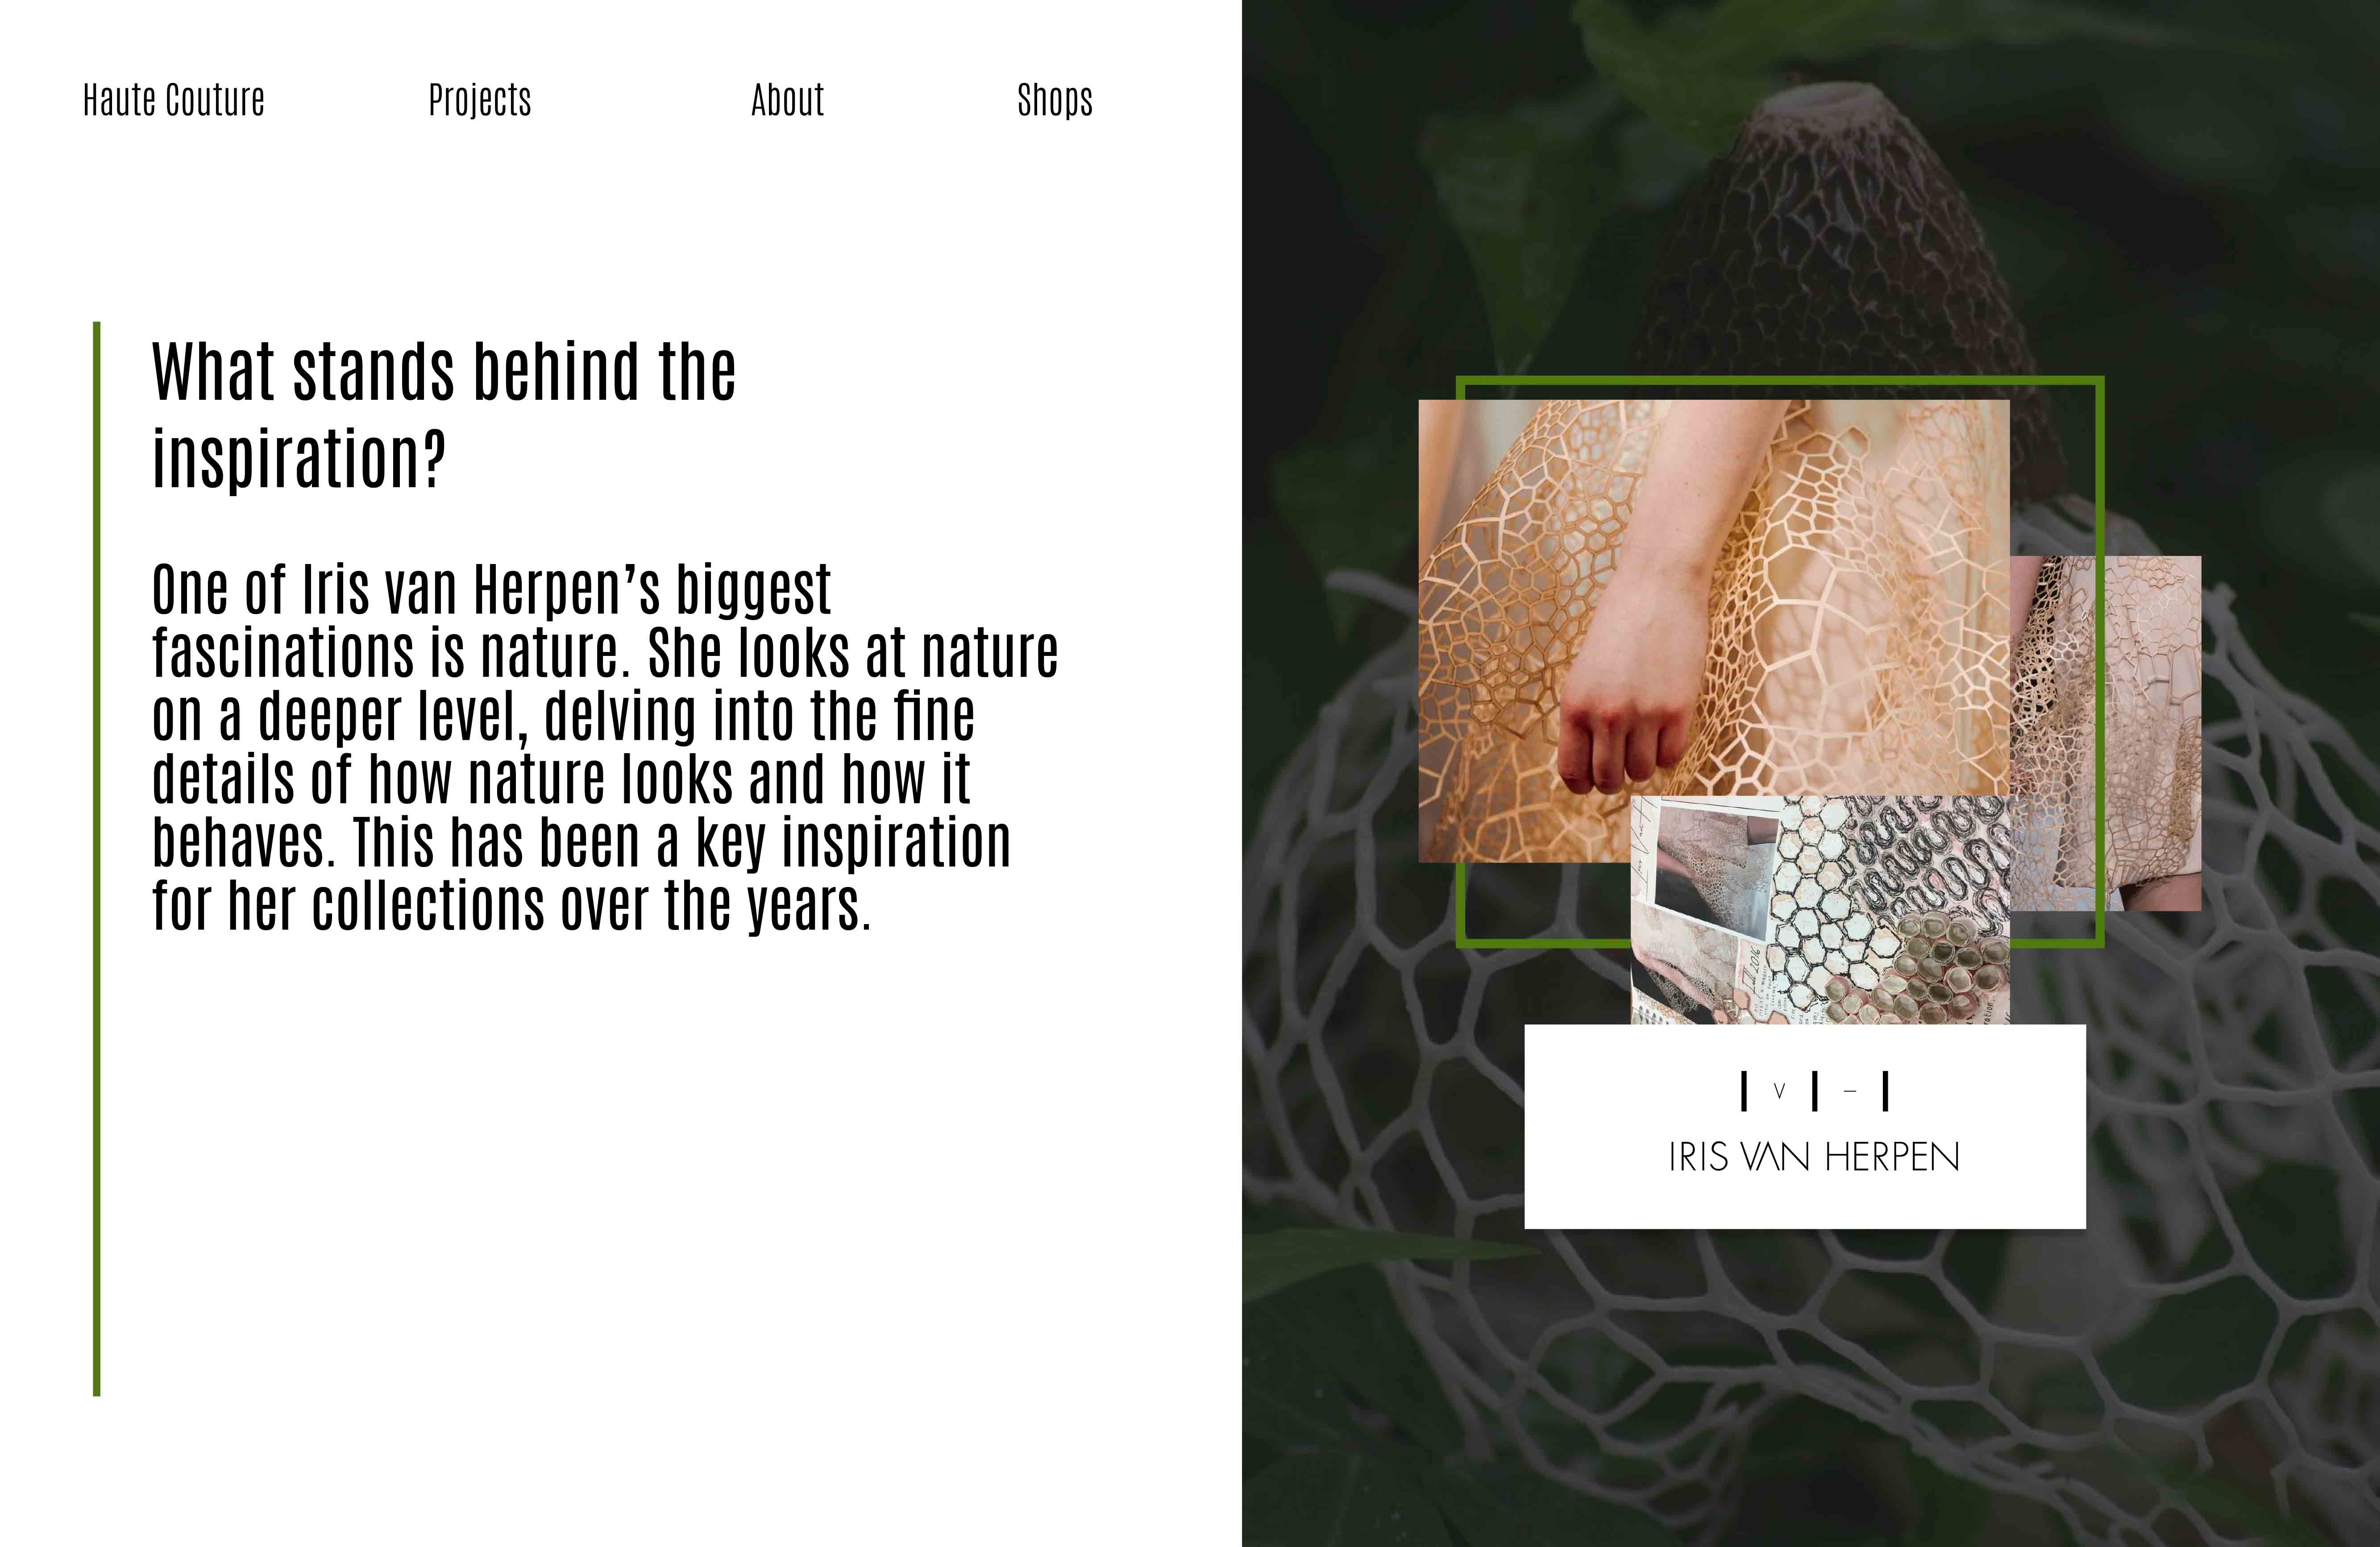 Haute Couture Projects About Shops
What stands behind the
inspiration?
One of Iris van Herpen’s biggest
fascinations is nature. She looks at nature
on a deeper level, delving into the fine
details of how nature looks and how it
behaves. This has been a key inspiration
for her collections over the years.
IRIS VAN HERPEN